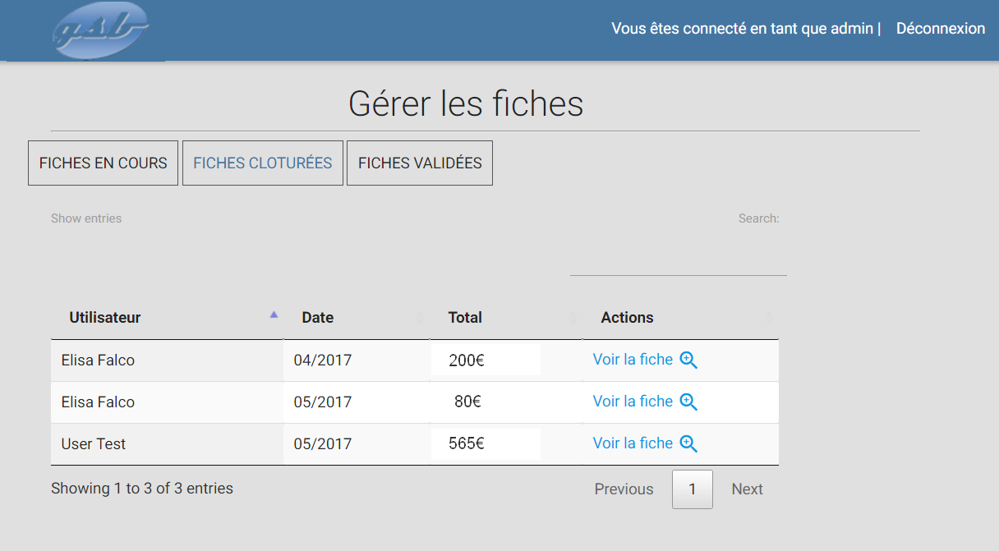 gsb
Vous êtes connecté en tant que admin | Déconnexion
Gérer les fiches
FICHES EN COURS FICHES CLOTURÉES FICHES VALIDÉES
Show entries Search:
Utilisateur Date Total Actions
Elisa Falco 04/2017 200€ Voir la fiche
Elisa Falco 05/2017 80€ Voir la fiche
User Test 05/2017 565€ Voir la fiche
Showing 1 to 3 of 3 entries Previous 1 Next